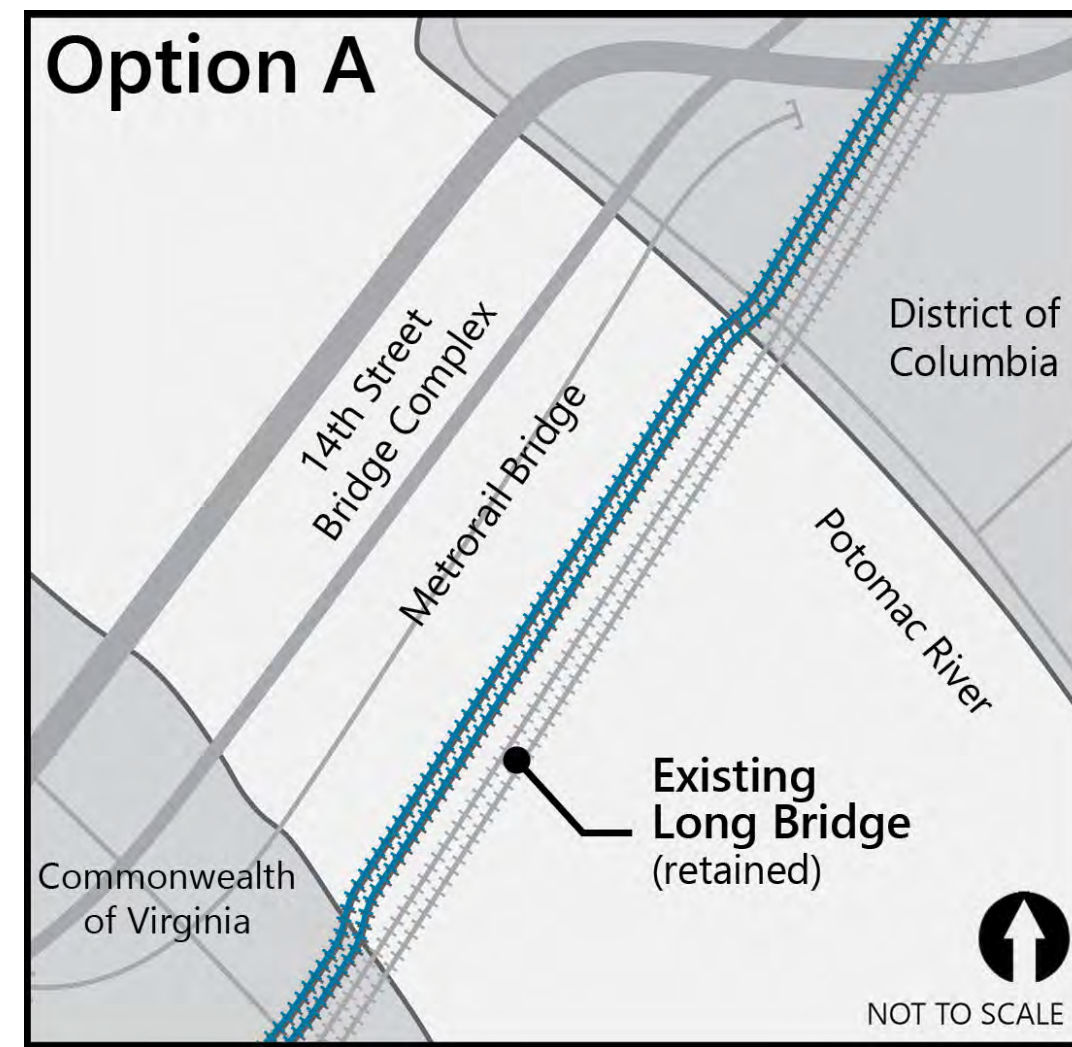 Option A
14th Street
Bridge Complex
Metrorail Bridge
District of
Columbia
Potomac River
Existing
Long Bridge
(retained)
Commonwealth
of Virginia
NOT TO SCALE